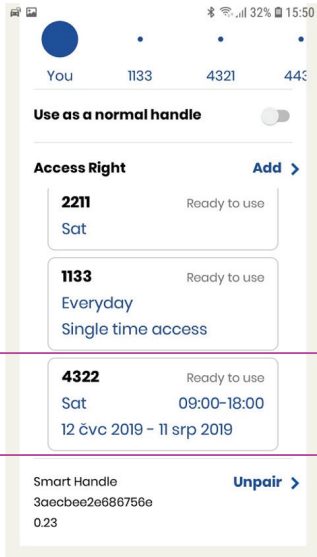 32% 15:50
You 1133 4321 443
Use as a normal handle
Access Right Add >
2211 Ready to use
Sat
1133 Ready to use
Everyday
Single time access
4322 Ready to use
Sat 09:00-18:00
12 čvc 2019 - 11 srp 2019
Smart Handle Unpair >
3aecbee2e686756e
0.23